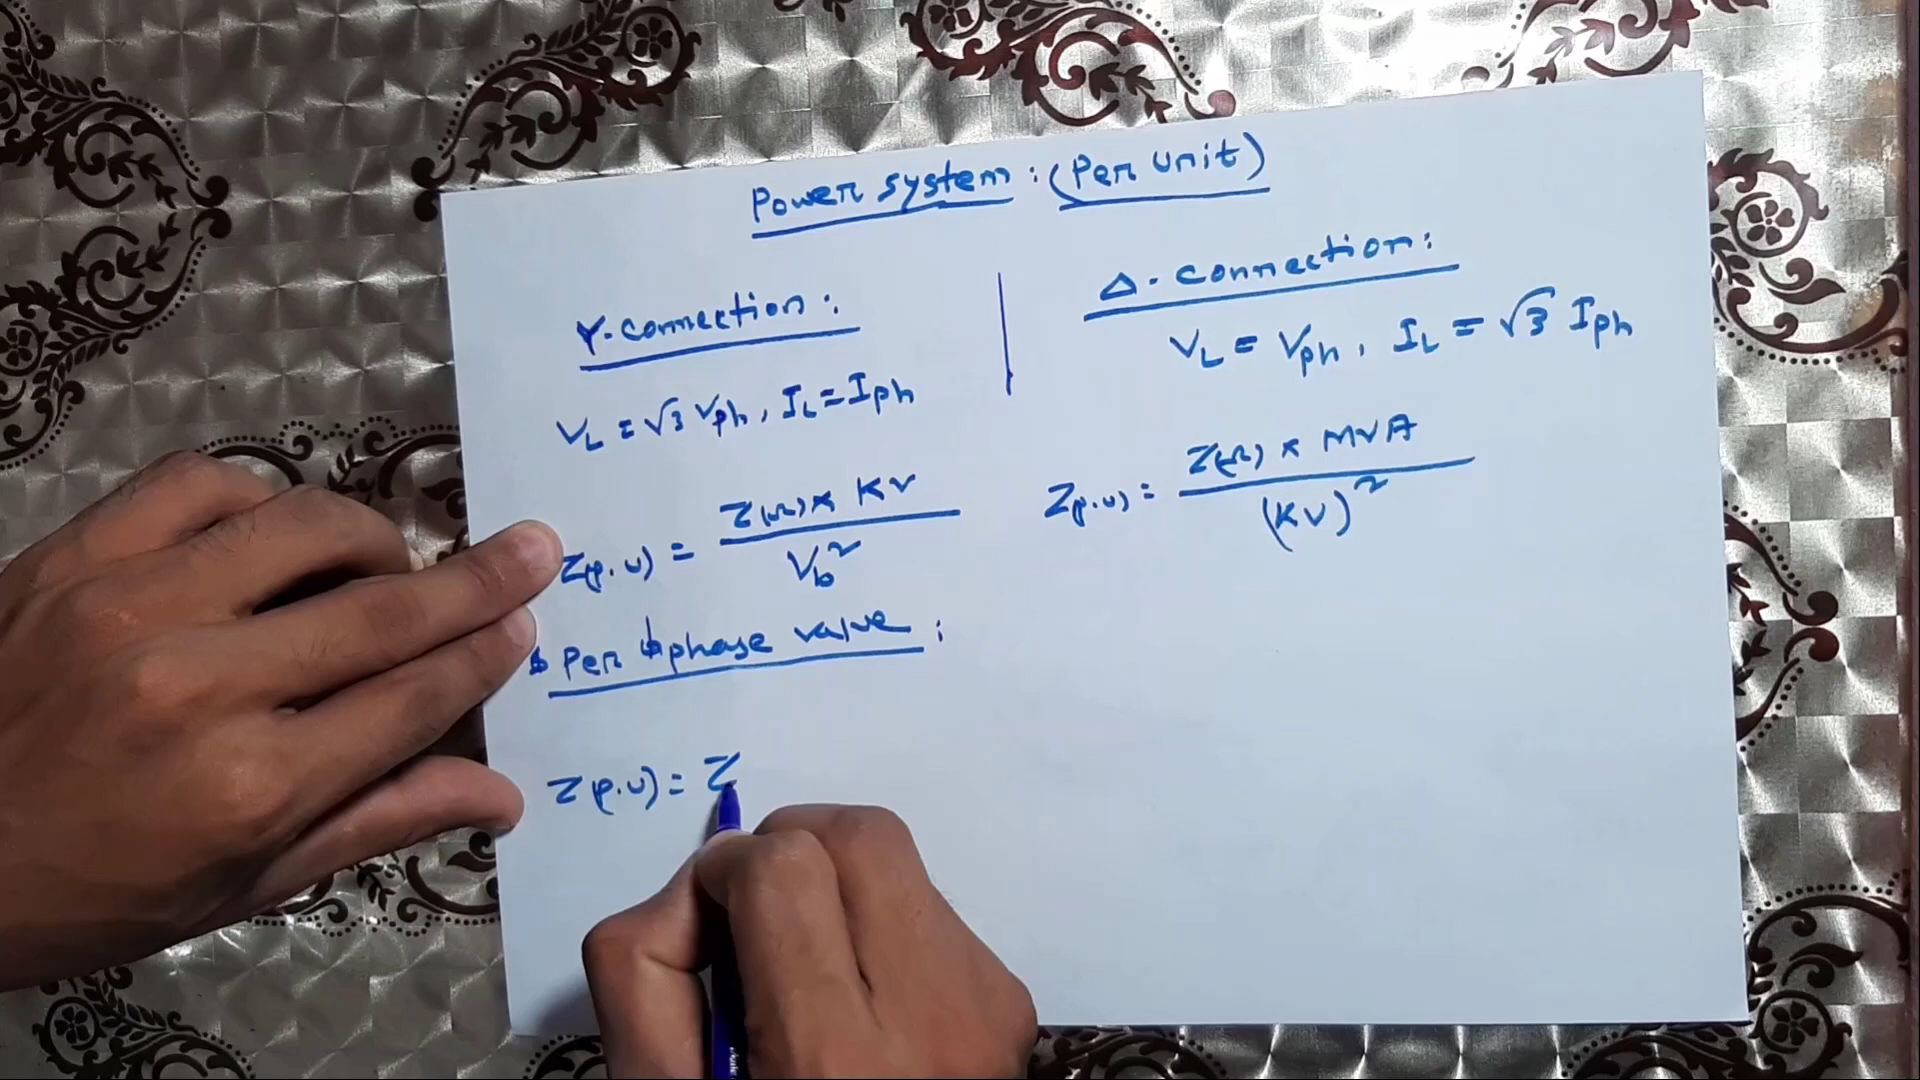 Power system : (Per unit)
Y-connection :
VL = √3 Vph, IL = Iph
Z(p.u) = Z(Ω) x KV / Vb²
Per phase value :
Z(p.u) = Z
Δ-connection :
VL = Vph, IL = √3 Iph
Z(p.u) = Z(Ω) x MVA / (KV)²